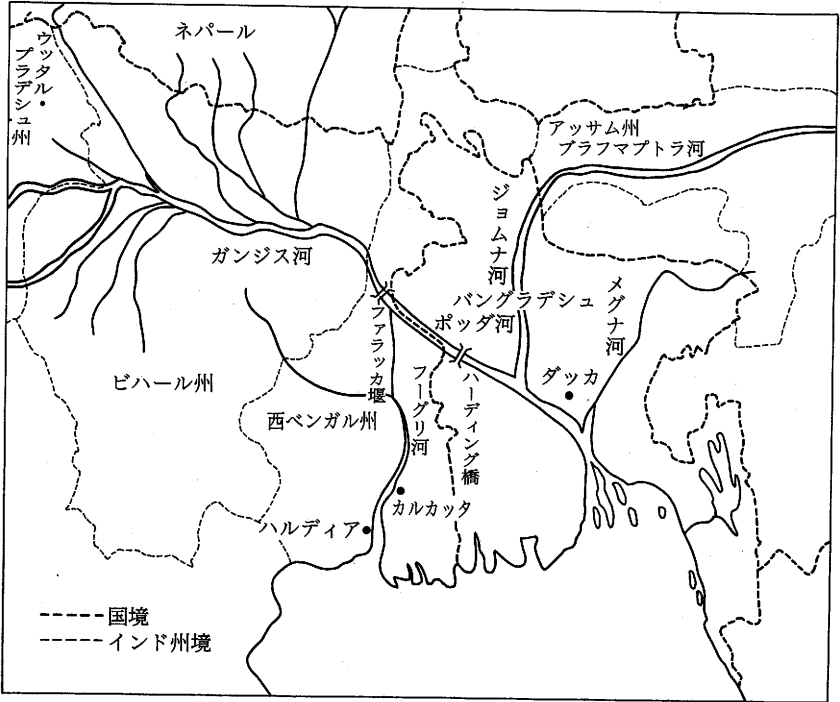 ネパール
ウッタル・
プラデシュ州
アッサム州
ブラフマプトラ河
ジョムナ河
ガンジス河
メグナ河
バングラデシュ
ポッダ河
ファラッカ堰
ビハール州
ダッカ
ハーディング橋
フーグリ河
西ベンガル州
カルカッタ
ハルディア
国境
インド州境